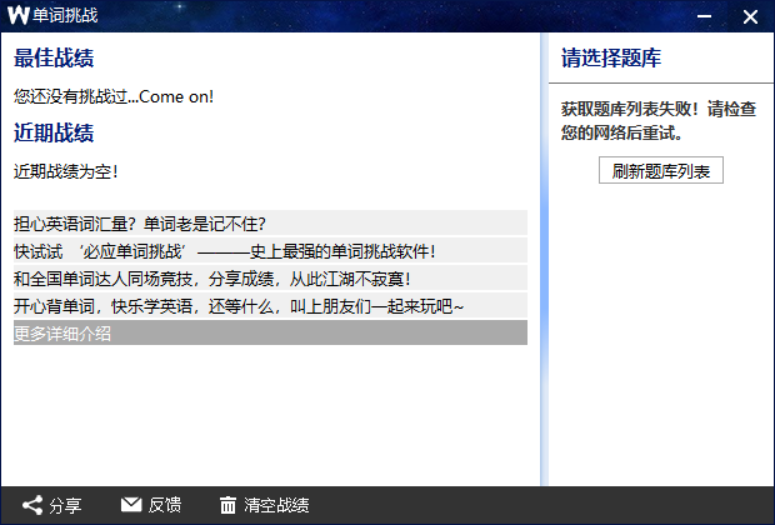 W 单词挑战
最佳战绩
您还没有挑战过...Come on!
近期战绩
近期战绩为空！
担心英语词汇量？单词老是记不住？
快试试 ‘必应单词挑战’ ———史上最强的单词挑战软件！
和全国单词达人同场竞技，分享成绩，从此江湖不寂寞！
开心背单词，快乐学英语，还等什么，叫上朋友们一起来玩吧~
更多详细介绍
请选择题库
获取题库列表失败！请检查
您的网络后重试。
刷新题库列表
分享
反馈
清空战绩